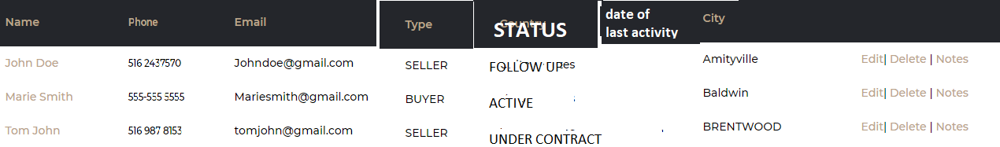 Name Phone Email Type STATUS date of last activity City
John Doe 516 2437570 Johndoe@gmail.com SELLER FOLLOW UP Amityville Edit| Delete | Notes
Marie Smith 555-555 5555 Mariesmith@gmail.com BUYER ACTIVE Baldwin Edit| Delete | Notes
Tom John 516 987 8153 tomjohn@gmail.com SELLER UNDER CONTRACT BRENTWOOD Edit| Delete | Notes